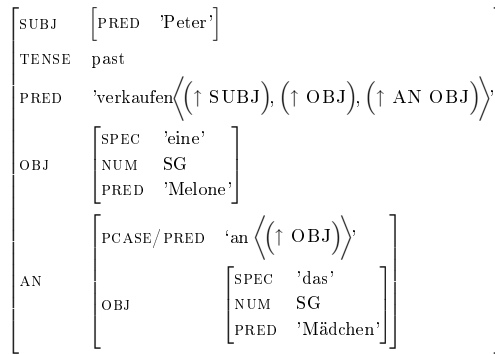 SUBJ [PRED 'Peter']
TENSE past
PRED 'verkaufen⟨(↑ SUBJ), (↑ OBJ), (↑ AN OBJ)⟩'
SPEC 'eine'
OBJ NUM SG
PRED 'Melone'
PCASE/PRED ‘an ⟨(↑ OBJ)⟩’
AN
SPEC 'das'
OBJ NUM SG
PRED 'Mädchen'